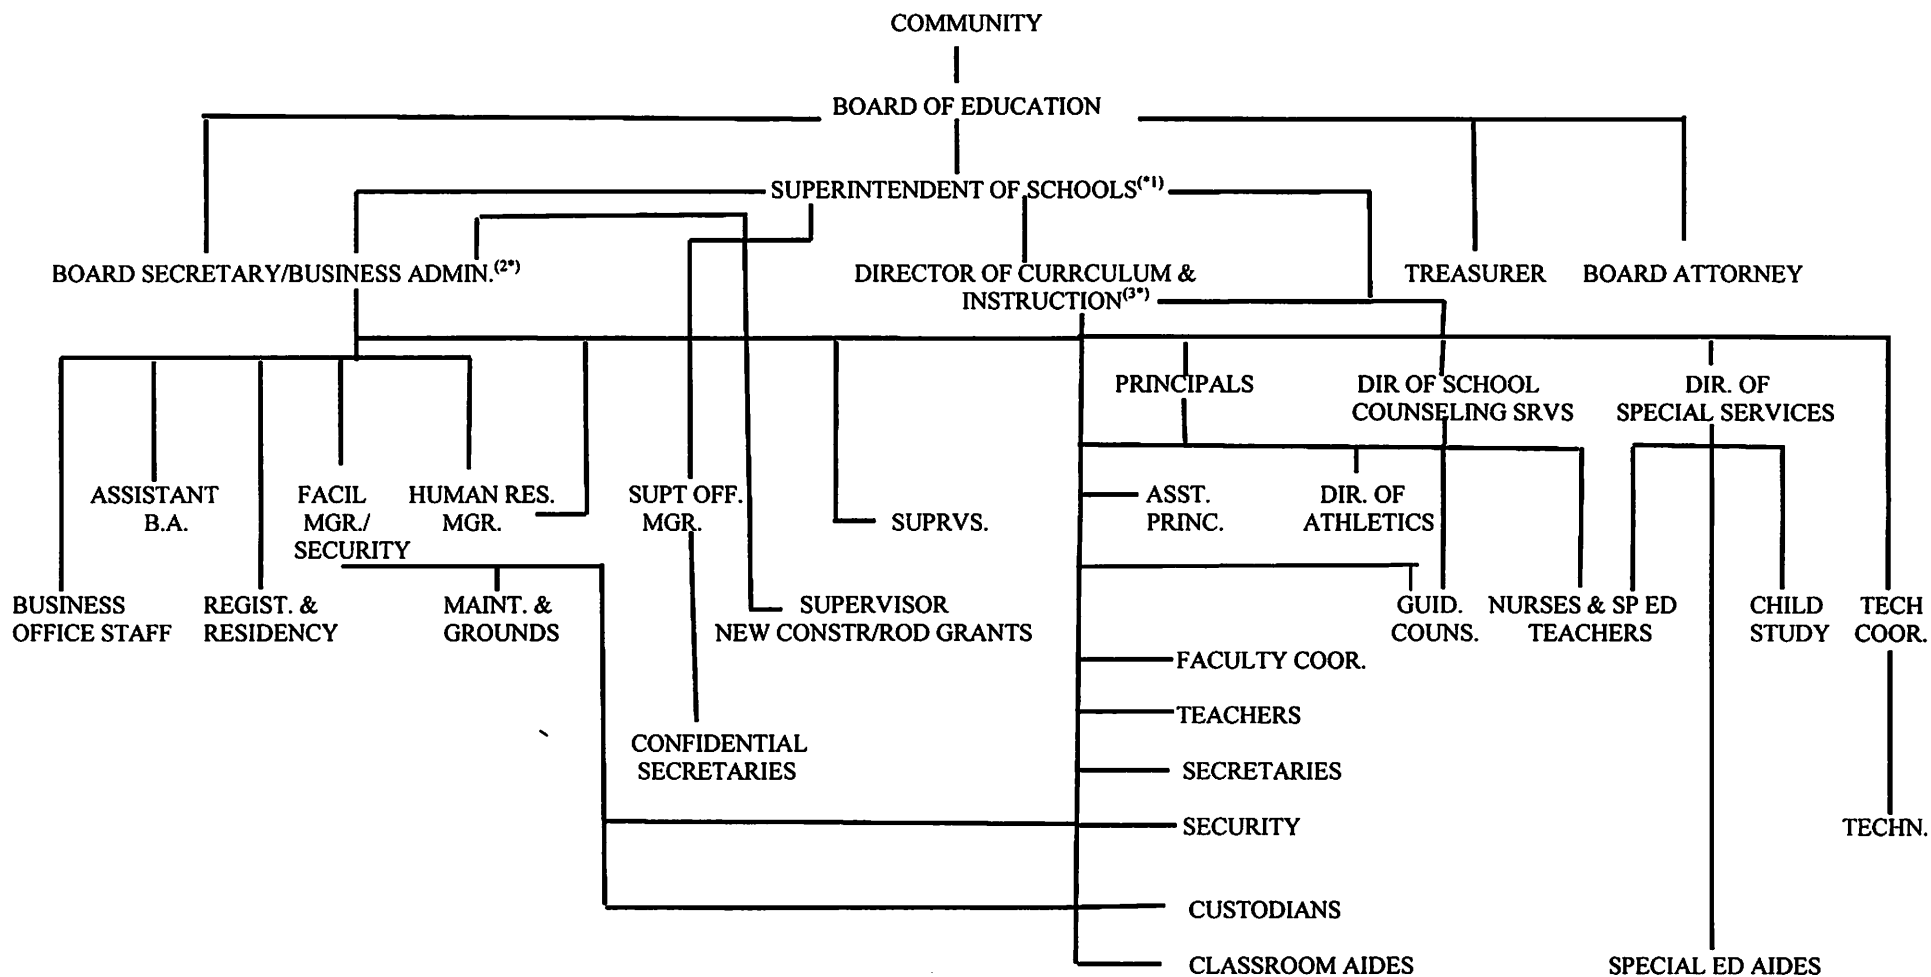 COMMUNITY
BOARD OF EDUCATION
SUPERINTENDENT OF SCHOOLS(*1)
BOARD SECRETARY/BUSINESS ADMIN.(2*)
DIRECTOR OF CURRCULUM &
INSTRUCTION(3*)
TREASURER
BOARD ATTORNEY
PRINCIPALS
DIR OF SCHOOL
COUNSELING SRVS
DIR. OF
SPECIAL SERVICES
ASSISTANT
B.A.
FACIL
MGR./
SECURITY
HUMAN RES.
MGR.
SUPT OFF.
MGR.
SUPRVS.
ASST.
PRINC.
DIR. OF
ATHLETICS
BUSINESS
OFFICE STAFF
REGIST. &
RESIDENCY
MAINT. &
GROUNDS
SUPERVISOR
NEW CONSTR/ROD GRANTS
GUID.
COUNS.
NURSES & SP ED
TEACHERS
CHILD
STUDY
TECH
COOR.
FACULTY COOR.
TEACHERS
CONFIDENTIAL
SECRETARIES
SECRETARIES
SECURITY
TECHN.
CUSTODIANS
CLASSROOM AIDES
SPECIAL ED AIDES